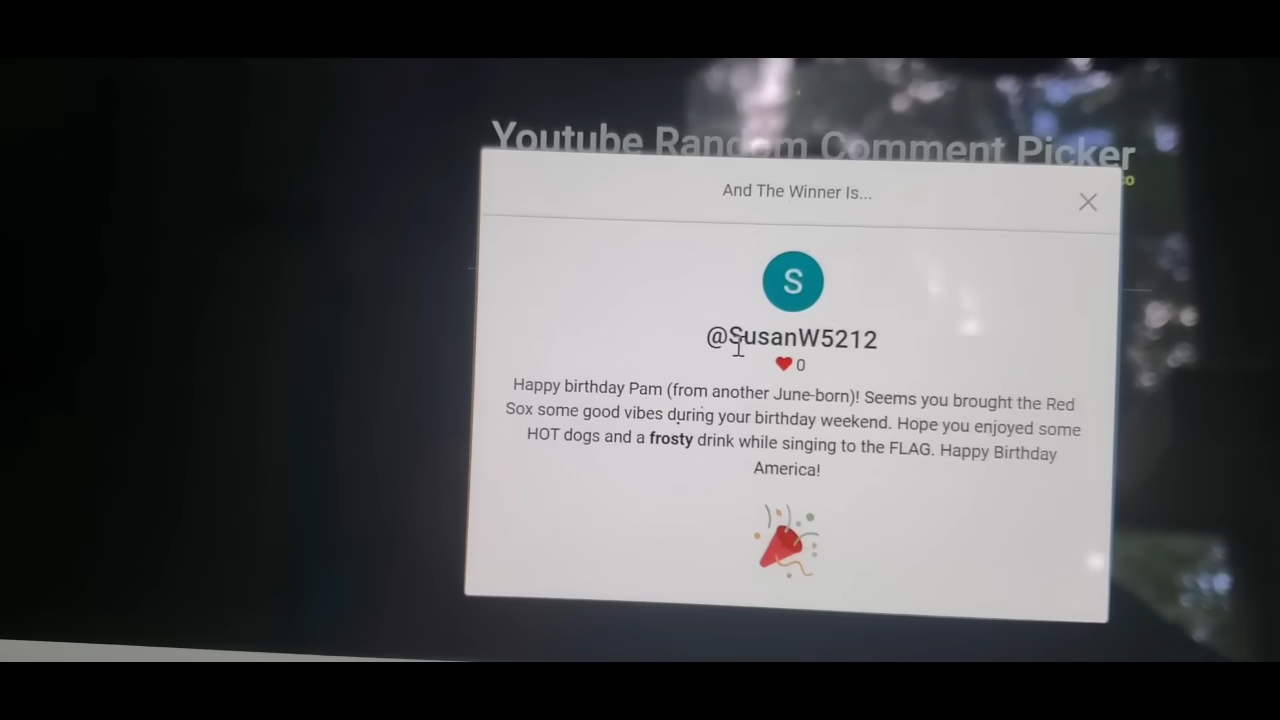 Youtube Random Comment Picker
And The Winner Is...
S
@SusanW5212
0
Happy birthday Pam (from another June-born)! Seems you brought the Red
Sox some good vibes during your birthday weekend. Hope you enjoyed some
HOT dogs and a frosty drink while singing to the FLAG. Happy Birthday
America!